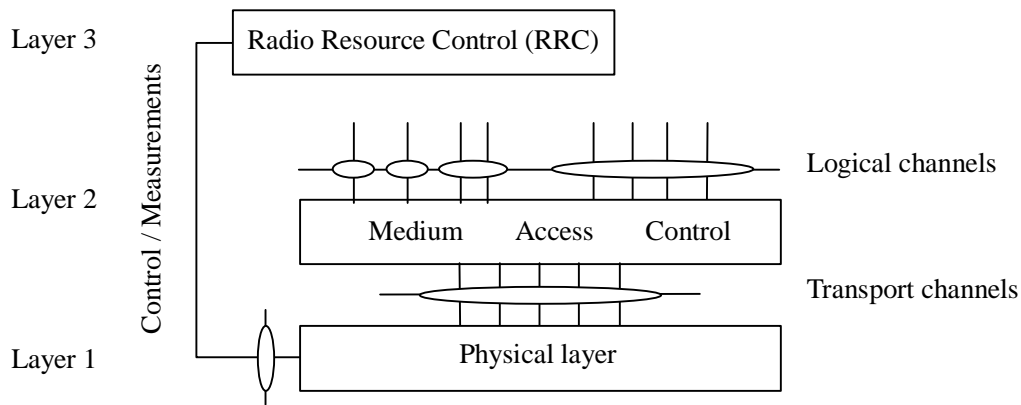 Layer 3
Radio Resource Control (RRC)
Control / Measurements
Logical channels
Layer 2
Medium Access Control
Transport channels
Layer 1
Physical layer